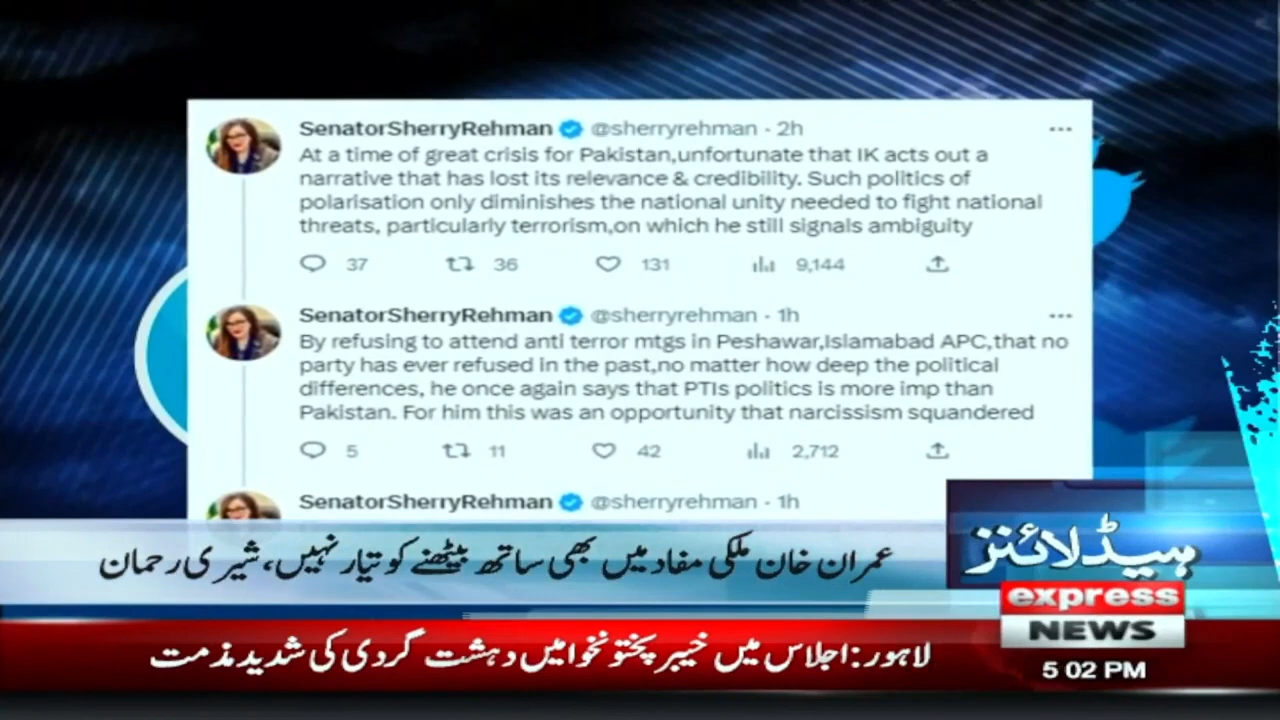 SenatorSherryRehman @sherryrehman · 2h
At a time of great crisis for Pakistan,unfortunate that IK acts out a
narrative that has lost its relevance & credibility. Such politics of
polarisation only diminishes the national unity needed to fight national
threats, particularly terrorism,on which he still signals ambiguity
37 36 131 9,144
SenatorSherryRehman @sherryrehman · 1h
By refusing to attend anti terror mtgs in Peshawar,Islamabad APC,that no
party has ever refused in the past,no matter how deep the political
differences, he once again says that PTIs politics is more imp than
Pakistan. For him this was an opportunity that narcissism squandered
5 11 42 2,712
SenatorSherryRehman @sherryrehman · 1h
عمران خان ملکی مفاد میں بھی ساتھ بیٹھنے کو تیار نہیں، شیری رحمان
ہیڈلائنز
express
NEWS
لاہور:اجلاس میں خیبرپختونخوا میں دہشت گردی کی شدید مذمت
5 02 PM